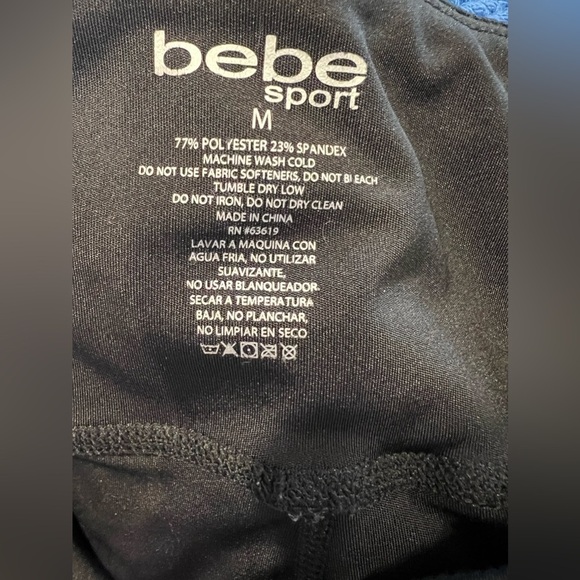 bebe
sport
M
77% POLYESTER 23% SPANDEX
MACHINE WASH COLD
DO NOT USE FABRIC SOFTENERS, DO NOT BLEACH
TUMBLE DRY LOW
DO NOT IRON, DO NOT DRY CLEAN
MADE IN CHINA
RN #63619
LAVAR A MAQUINA CON
AGUA FRIA, NO UTILIZAR
SUAVIZANTE,
NO USAR BLANQUEADOR
SECAR A TEMPERATURA
BAJA, NO PLANCHAR,
NO LIMPIAR EN SECO